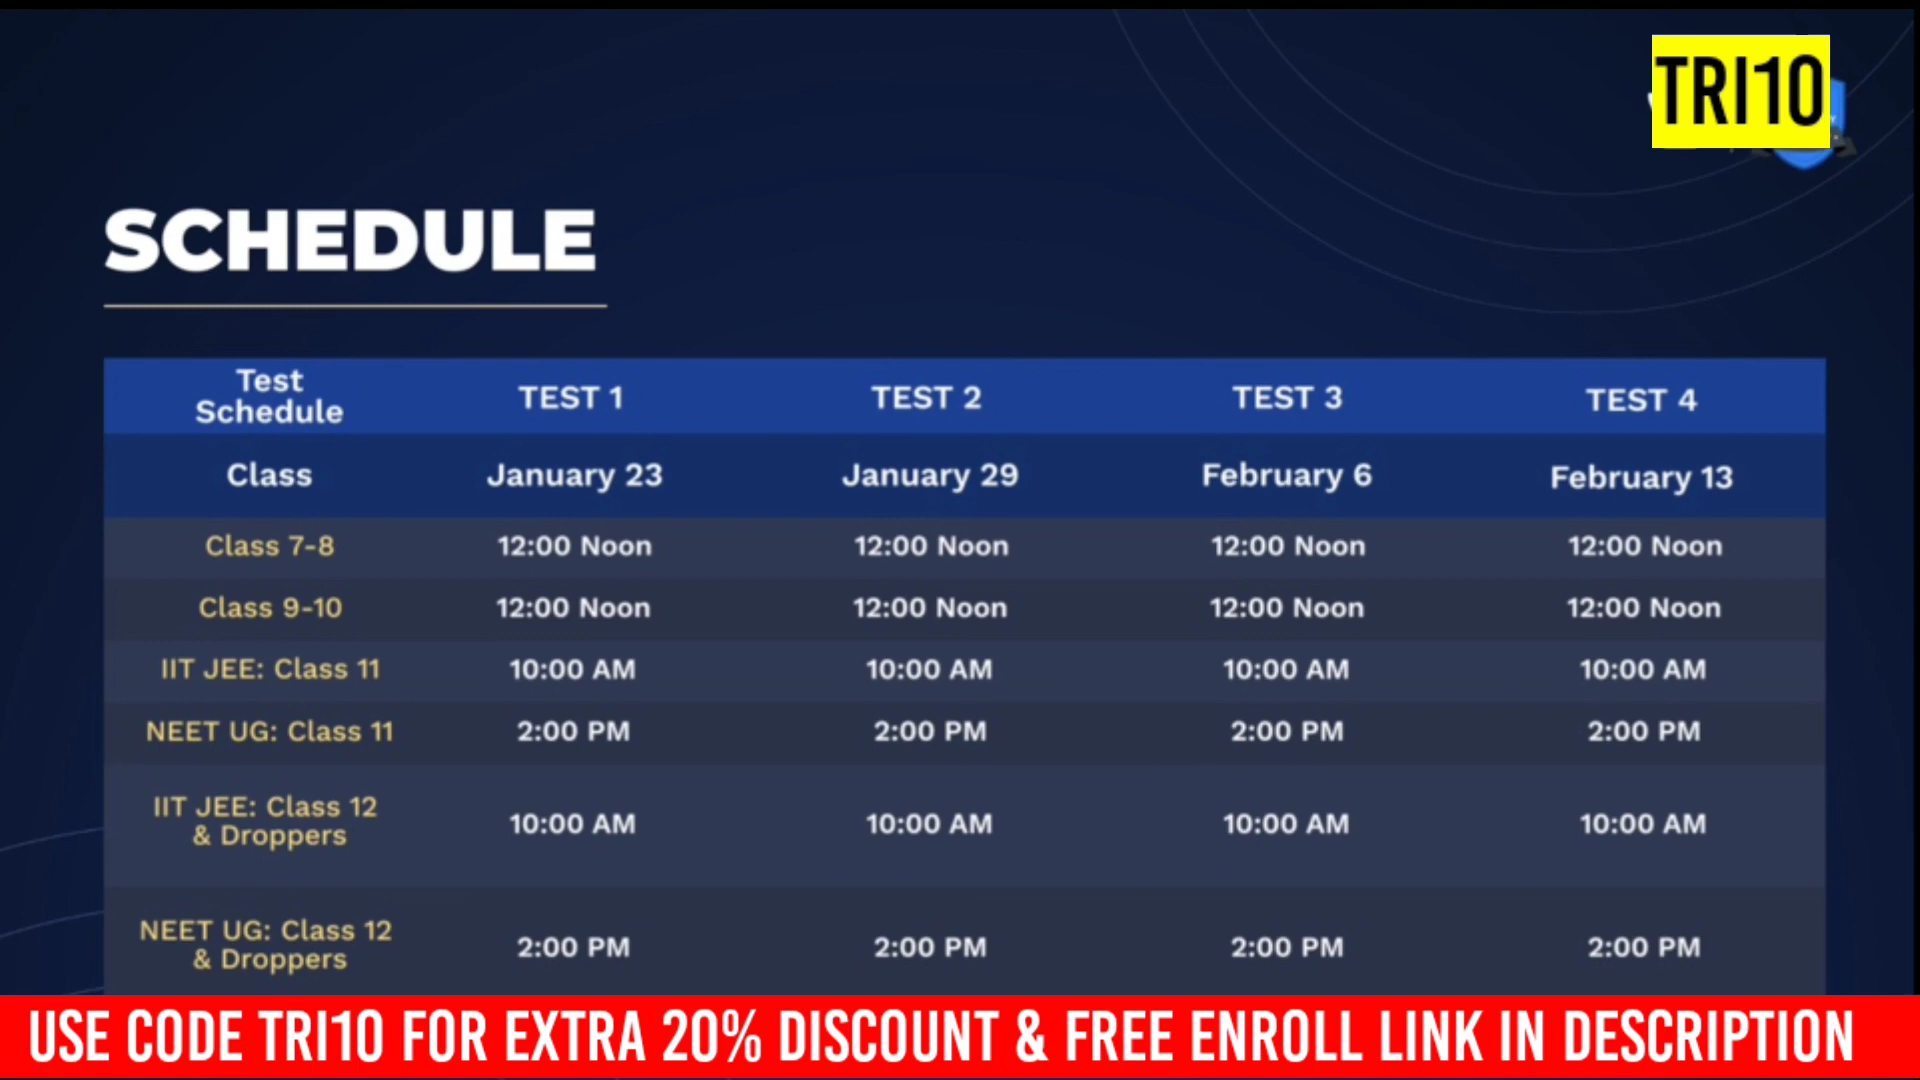 TRI10
SCHEDULE
Test Schedule TEST 1 TEST 2 TEST 3 TEST 4
Class January 23 January 29 February 6 February 13
Class 7-8 12:00 Noon 12:00 Noon 12:00 Noon 12:00 Noon
Class 9-10 12:00 Noon 12:00 Noon 12:00 Noon 12:00 Noon
IIT JEE: Class 11 10:00 AM 10:00 AM 10:00 AM 10:00 AM
NEET UG: Class 11 2:00 PM 2:00 PM 2:00 PM 2:00 PM
IIT JEE: Class 12 & Droppers 10:00 AM 10:00 AM 10:00 AM 10:00 AM
NEET UG: Class 12 & Droppers 2:00 PM 2:00 PM 2:00 PM 2:00 PM
USE CODE TRI10 FOR EXTRA 20% DISCOUNT & FREE ENROLL LINK IN DESCRIPTION